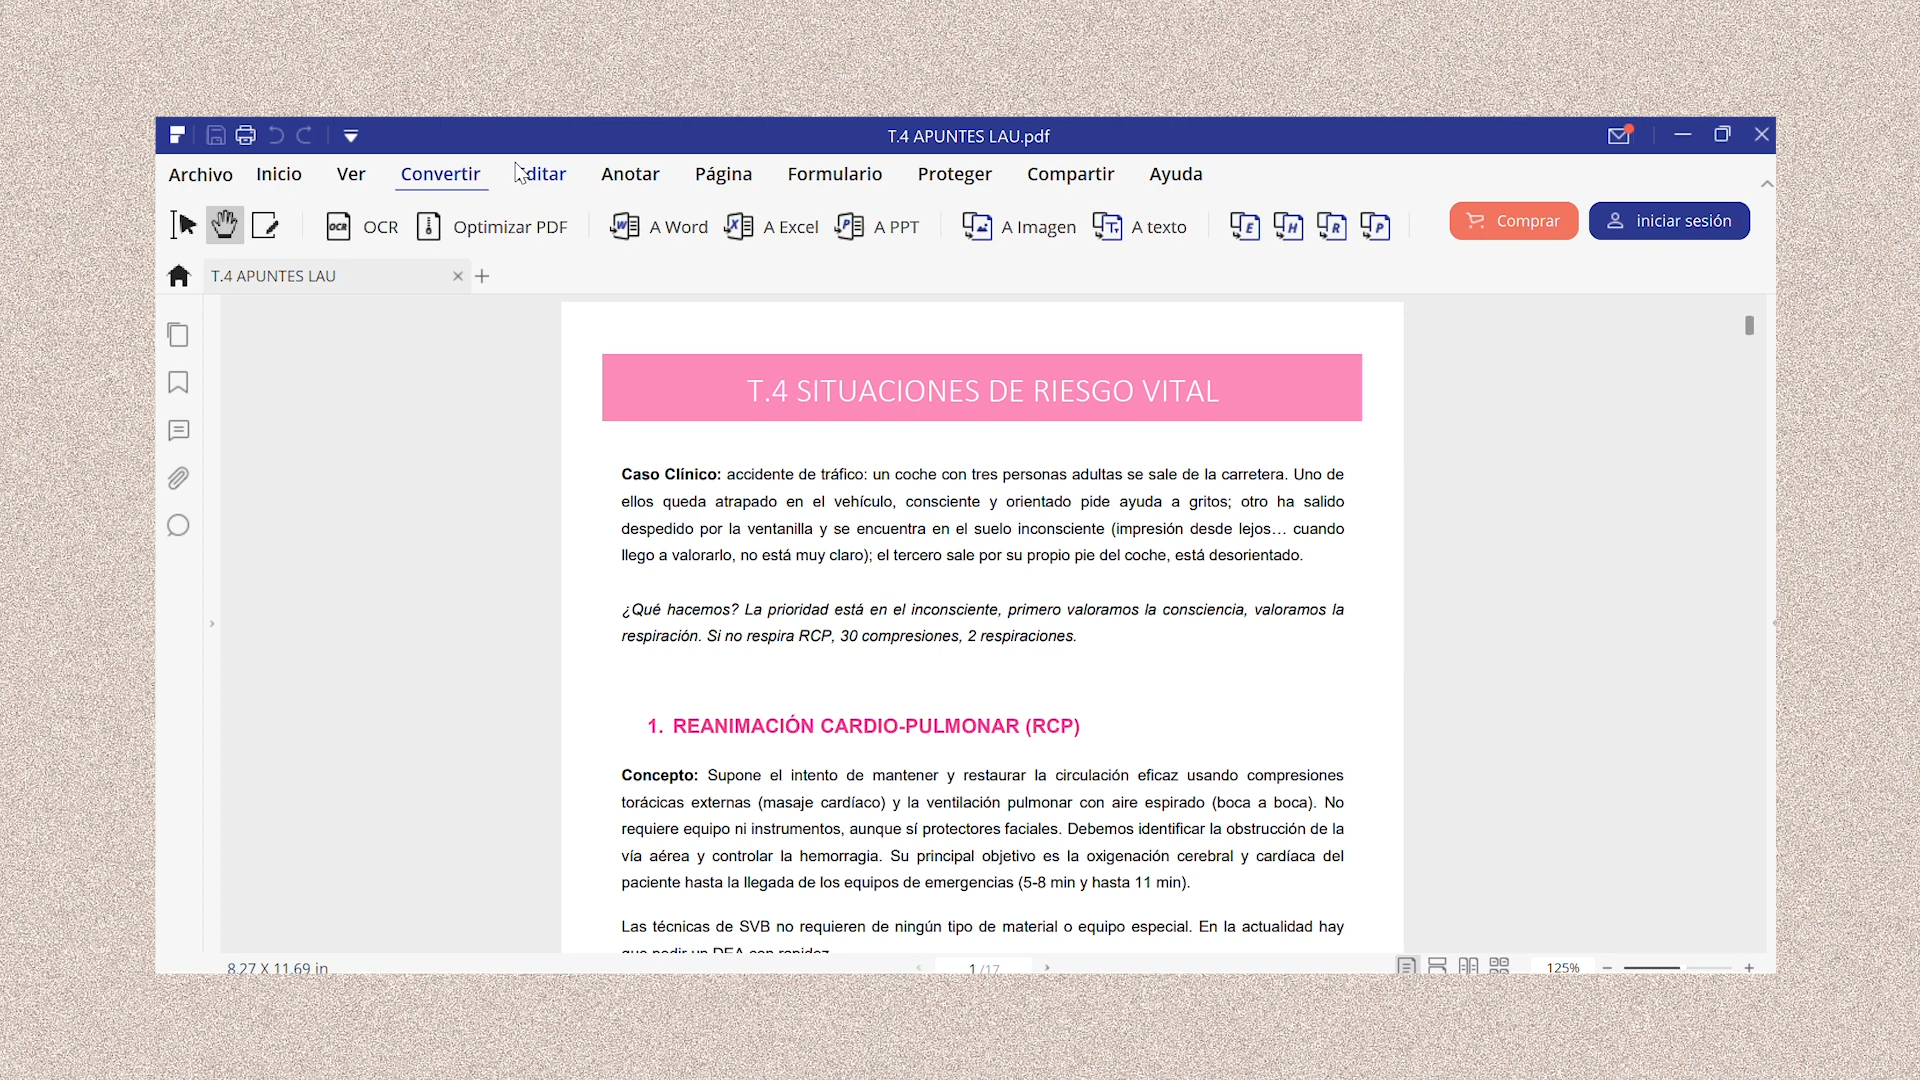 T.4 APUNTES LAU.pdf
Archivo Inicio Ver Convertir Editar Anotar Página Formulario Proteger Compartir Ayuda
OCR OCR Optimizar PDF W A Word X A Excel P A PPT A Imagen T A texto E H R P Comprar iniciar sesión
T.4 APUNTES LAU
T.4 SITUACIONES DE RIESGO VITAL
Caso Clínico: accidente de tráfico: un coche con tres personas adultas se sale de la carretera. Uno de
ellos queda atrapado en el vehículo, consciente y orientado pide ayuda a gritos; otro ha salido
despedido por la ventanilla y se encuentra en el suelo inconsciente (impresión desde lejos… cuando
llego a valorarlo, no está muy claro); el tercero sale por su propio pie del coche, está desorientado.
¿Qué hacemos? La prioridad está en el inconsciente, primero valoramos la consciencia, valoramos la
respiración. Si no respira RCP, 30 compresiones, 2 respiraciones.
1. REANIMACIÓN CARDIO-PULMONAR (RCP)
Concepto: Supone el intento de mantener y restaurar la circulación eficaz usando compresiones
torácicas externas (masaje cardíaco) y la ventilación pulmonar con aire espirado (boca a boca). No
requiere equipo ni instrumentos, aunque sí protectores faciales. Debemos identificar la obstrucción de la
vía aérea y controlar la hemorragia. Su principal objetivo es la oxigenación cerebral y cardíaca del
paciente hasta la llegada de los equipos de emergencias (5-8 min y hasta 11 min).
Las técnicas de SVB no requieren de ningún tipo de material o equipo especial. En la actualidad hay
que pedir un DEA con rapidez.
8.27 X 11.69 in 1 /17 125%